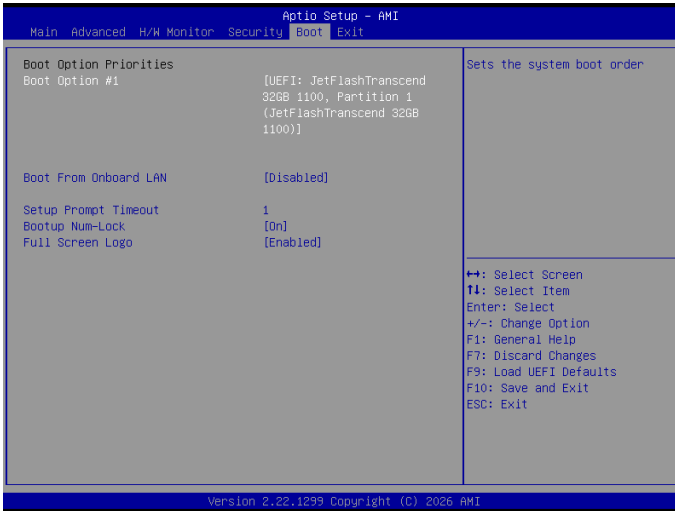 Aptio Setup - AMI
Main Advanced H/W Monitor Security Boot Exit
Boot Option Priorities
Boot Option #1 [UEFI: JetFlashTranscend
32GB 1100, Partition 1
(JetFlashTranscend 32GB
1100)]
Boot From Onboard LAN [Disabled]
Setup Prompt Timeout 1
Bootup Num-Lock [On]
Full Screen Logo [Enabled]
Sets the system boot order
↔: Select Screen
↑↓: Select Item
Enter: Select
+/-: Change Option
F1: General Help
F7: Discard Changes
F9: Load UEFI Defaults
F10: Save and Exit
ESC: Exit
Version 2.22.1299 Copyright (C) 2026 AMI